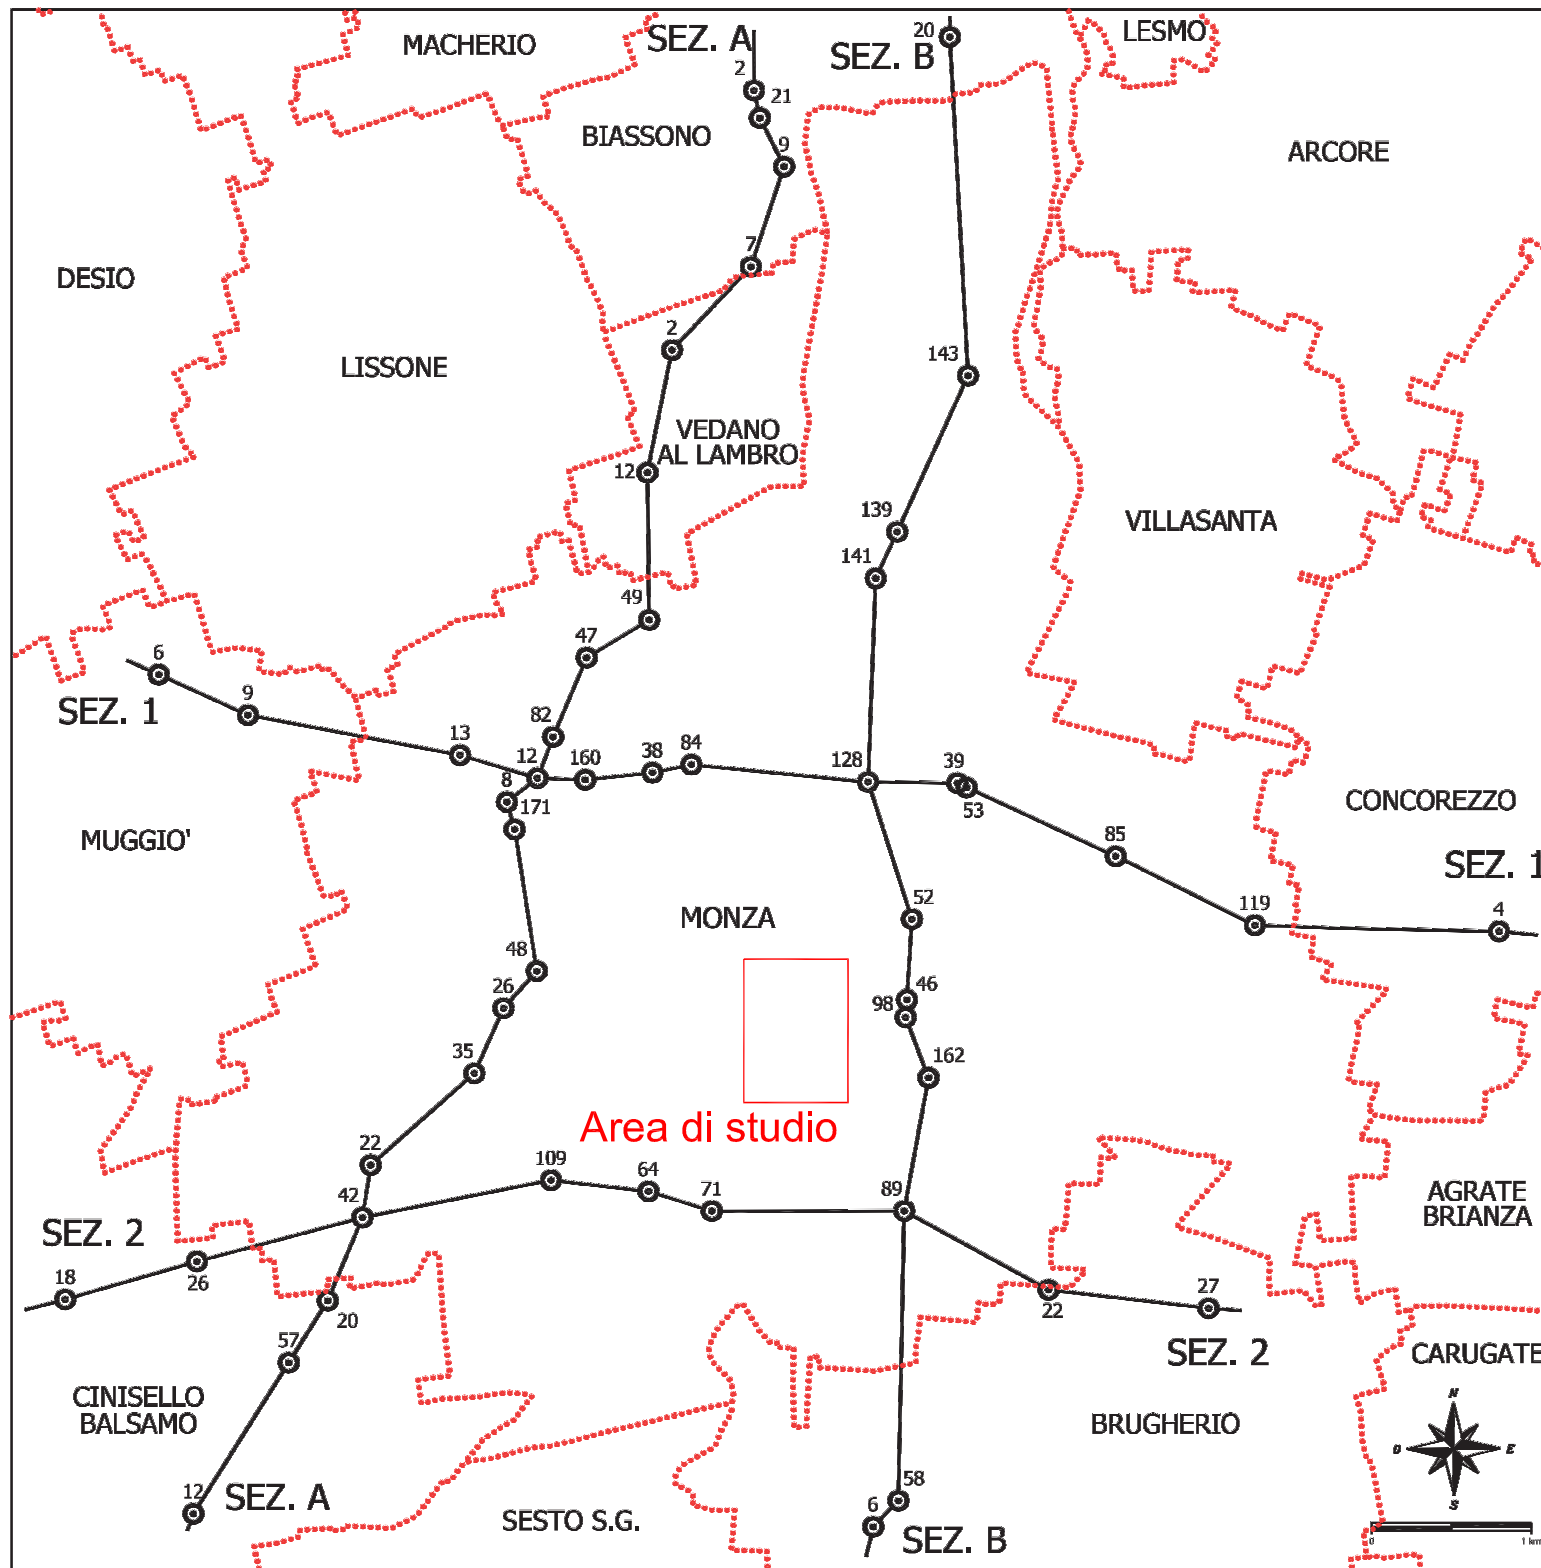 MACHERIO
SEZ. A
SEZ. B
20
LESMO
2
21
BIASSONO
9
ARCORE
7
DESIO
2
LISSONE
143
VEDANO
AL LAMBRO
12
139
VILLASANTA
141
49
47
6
SEZ. 1
9
82
13
12
160
38
84
128
39
8
171
53
CONCOREZZO
MUGGIO'
85
SEZ. 1
119
4
MONZA
52
48
26
46
98
35
162
Area di studio
22
109
64
71
89
42
AGRATE
BRIANZA
SEZ. 2
18
26
20
22
27
57
SEZ. 2
CARUGATE
CINISELLO
BALSAMO
BRUGHERIO
N
O
E
S
12
SEZ. A
58
6
SESTO S.G.
SEZ. B
0
1 km